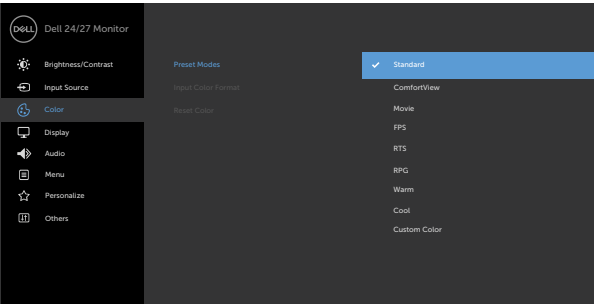 DELL
Dell 24/27 Monitor
Brightness/Contrast
Input Source
Color
Display
Audio
Menu
Personalize
Others
Preset Modes
Input Color Format
Reset Color
Standard
ComfortView
Movie
FPS
RTS
RPG
Warm
Cool
Custom Color